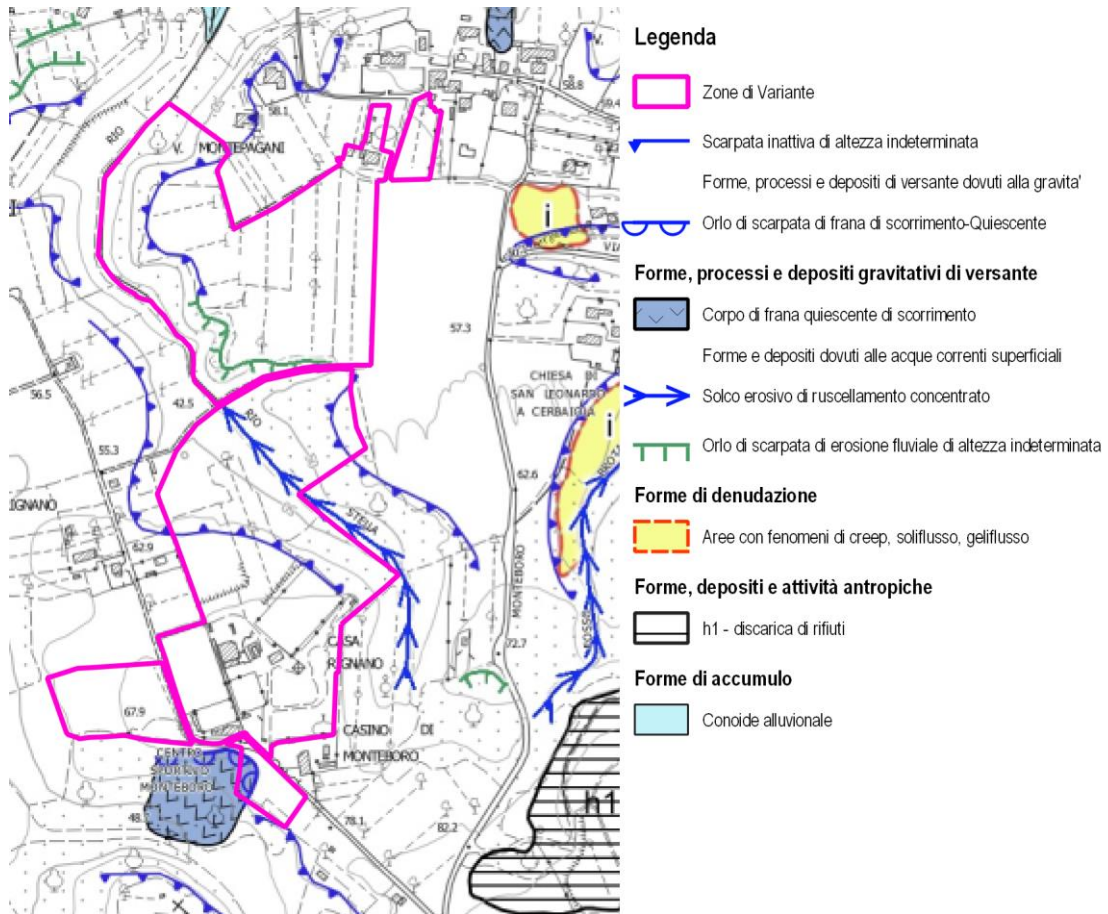 58.8
59.4
V.
58.1
RIO
V. MONTEPAGANI
i
VIA
57.3
CHIESA DI
SAN LEONARDO
A CERBAIOLA
i
56.5
42.5
RIO
55.3
62.6
STELLA
62.9
MONTEBORO
FOSSO
72.7
CASA
RIGNANO
67.9
CASINO DI
MONTEBORO
CENTRO
SPORTIVO
MONTEBORO
h1
78.1
82.2
Legenda
Zone di Variante
Scarpata inattiva di altezza indeterminata
Forme, processi e depositi di versante dovuti alla gravita'
Orlo di scarpata di frana di scorrimento-Quiescente
Forme, processi e depositi gravitativi di versante
Corpo di frana quiescente di scorrimento
Forme e depositi dovuti alle acque correnti superficiali
Solco erosivo di ruscellamento concentrato
Orlo di scarpata di erosione fluviale di altezza indeterminata
Forme di denudazione
Aree con fenomeni di creep, soliflusso, geliflusso
Forme, depositi e attività antropiche
h1 - discarica di rifiuti
Forme di accumulo
Conoide alluvionale